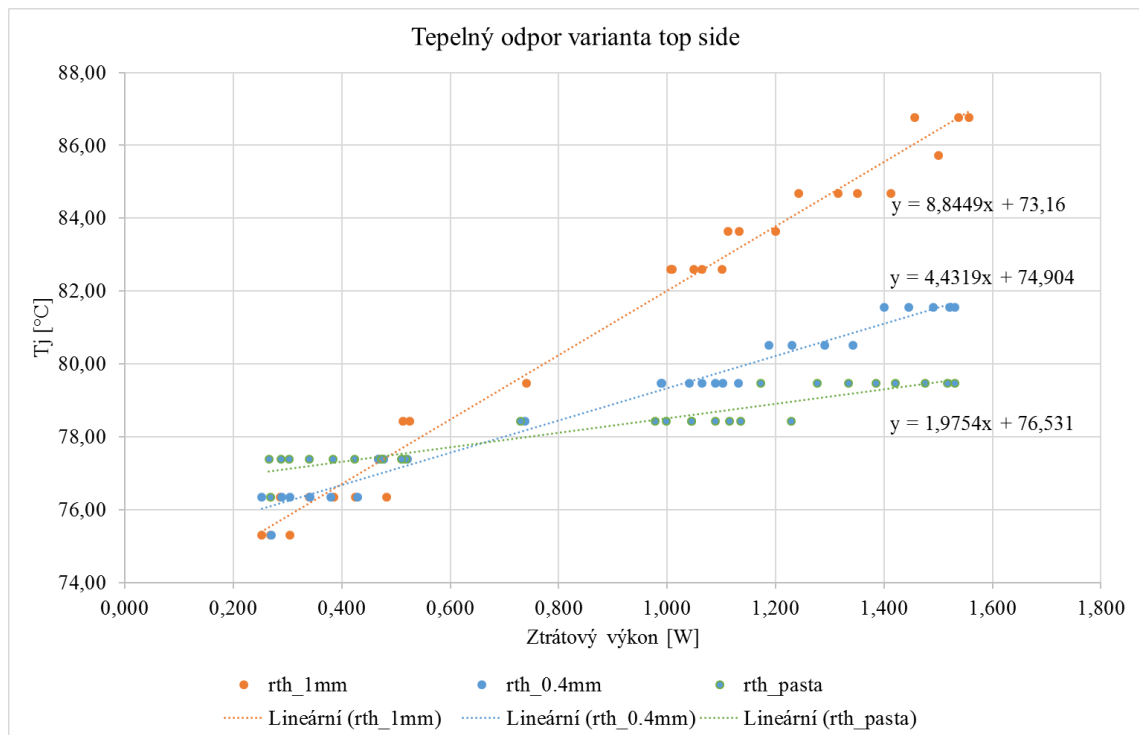 Tepelný odpor varianta top side
88,00
86,00
84,00
82,00
80,00
78,00
76,00
74,00
Tj [°C]
y = 8,8449x + 73,16
y = 4,4319x + 74,904
y = 1,9754x + 76,531
0,000 0,200 0,400 0,600 0,800 1,000 1,200 1,400 1,600 1,800
Ztrátový výkon [W]
rth_1mm rth_0.4mm rth_pasta
Lineární (rth_1mm) Lineární (rth_0.4mm) Lineární (rth_pasta)